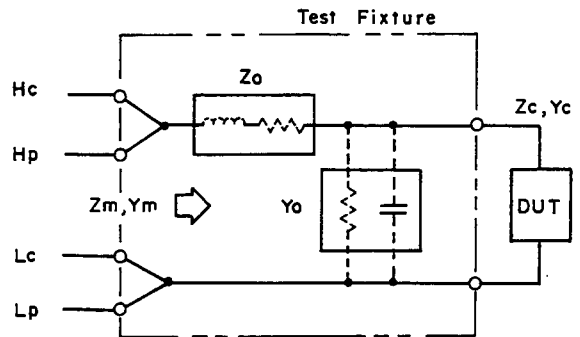 Test Fixture
Hc
Zo
Zc, Yc
Hp
Zm, Ym
Yo
DUT
Lc
Lp